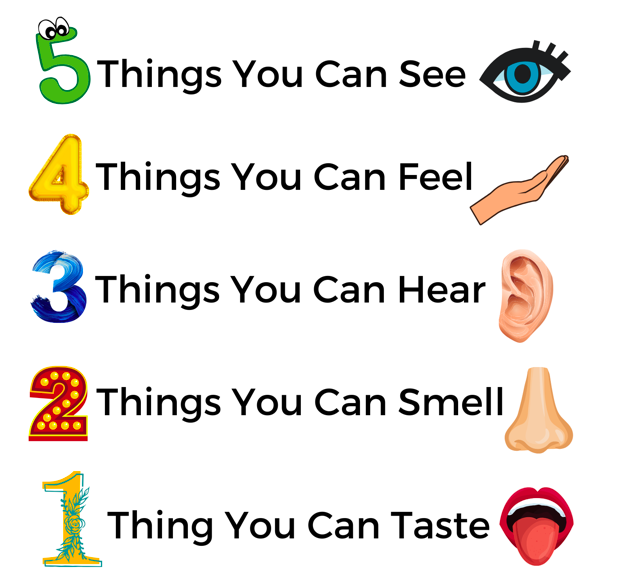 5 Things You Can See
4 Things You Can Feel
3 Things You Can Hear
2 Things You Can Smell
1 Thing You Can Taste